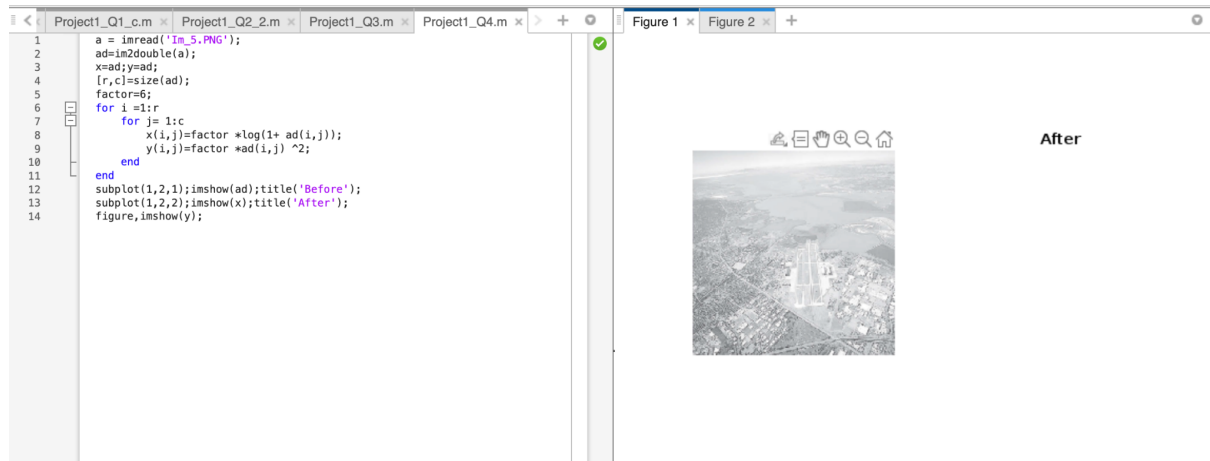 Project1_Q1_c.m × Project1_Q2_2.m × Project1_Q3.m × Project1_Q4.m × +
Figure 1 × Figure 2 × +
1 a = imread('Im_5.PNG');
2 ad=im2double(a);
3 x=ad;y=ad;
4 [r,c]=size(ad);
5 factor=6;
6 for i =1:r
7 for j= 1:c
8 x(i,j)=factor *log(1+ ad(i,j));
9 y(i,j)=factor *ad(i,j) ^2;
10 end
11 end
12 subplot(1,2,1);imshow(ad);title('Before');
13 subplot(1,2,2);imshow(x);title('After');
14 figure,imshow(y);
After